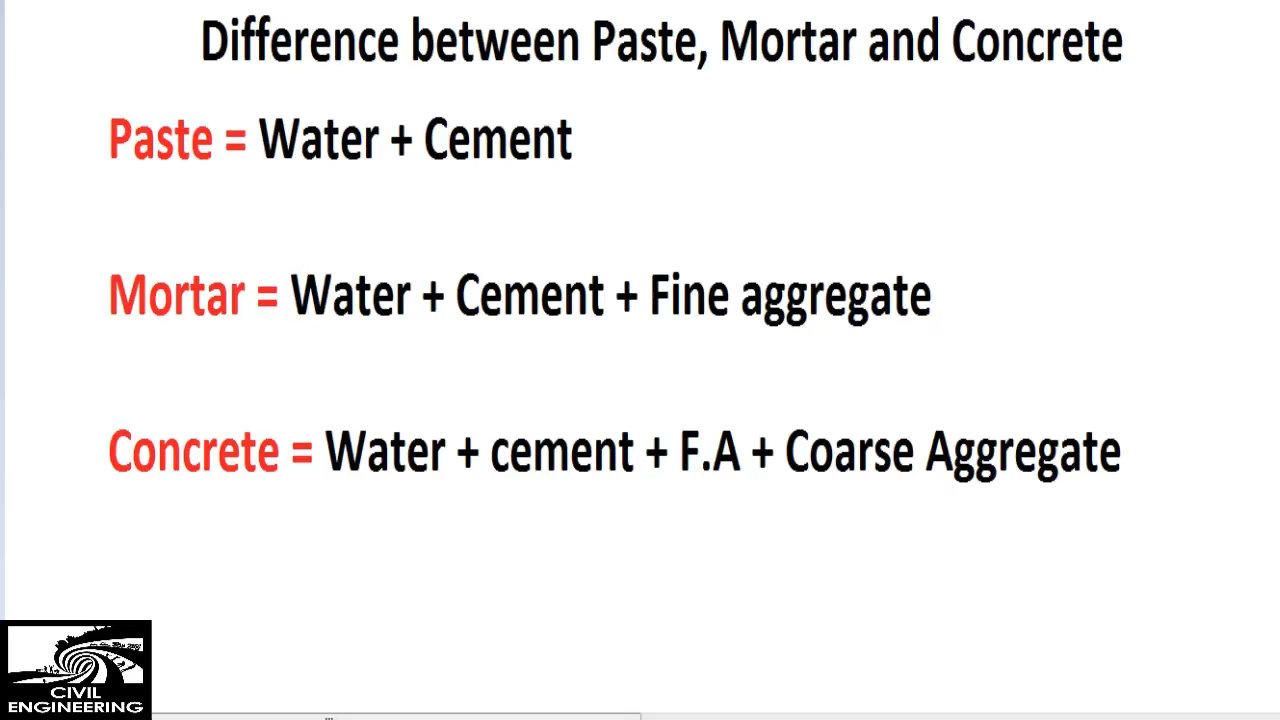 Difference between Paste, Mortar and Concrete
Paste = Water + Cement
Mortar = Water + Cement + Fine aggregate
Concrete = Water + cement + F.A + Coarse Aggregate
CIVIL
ENGINEERING